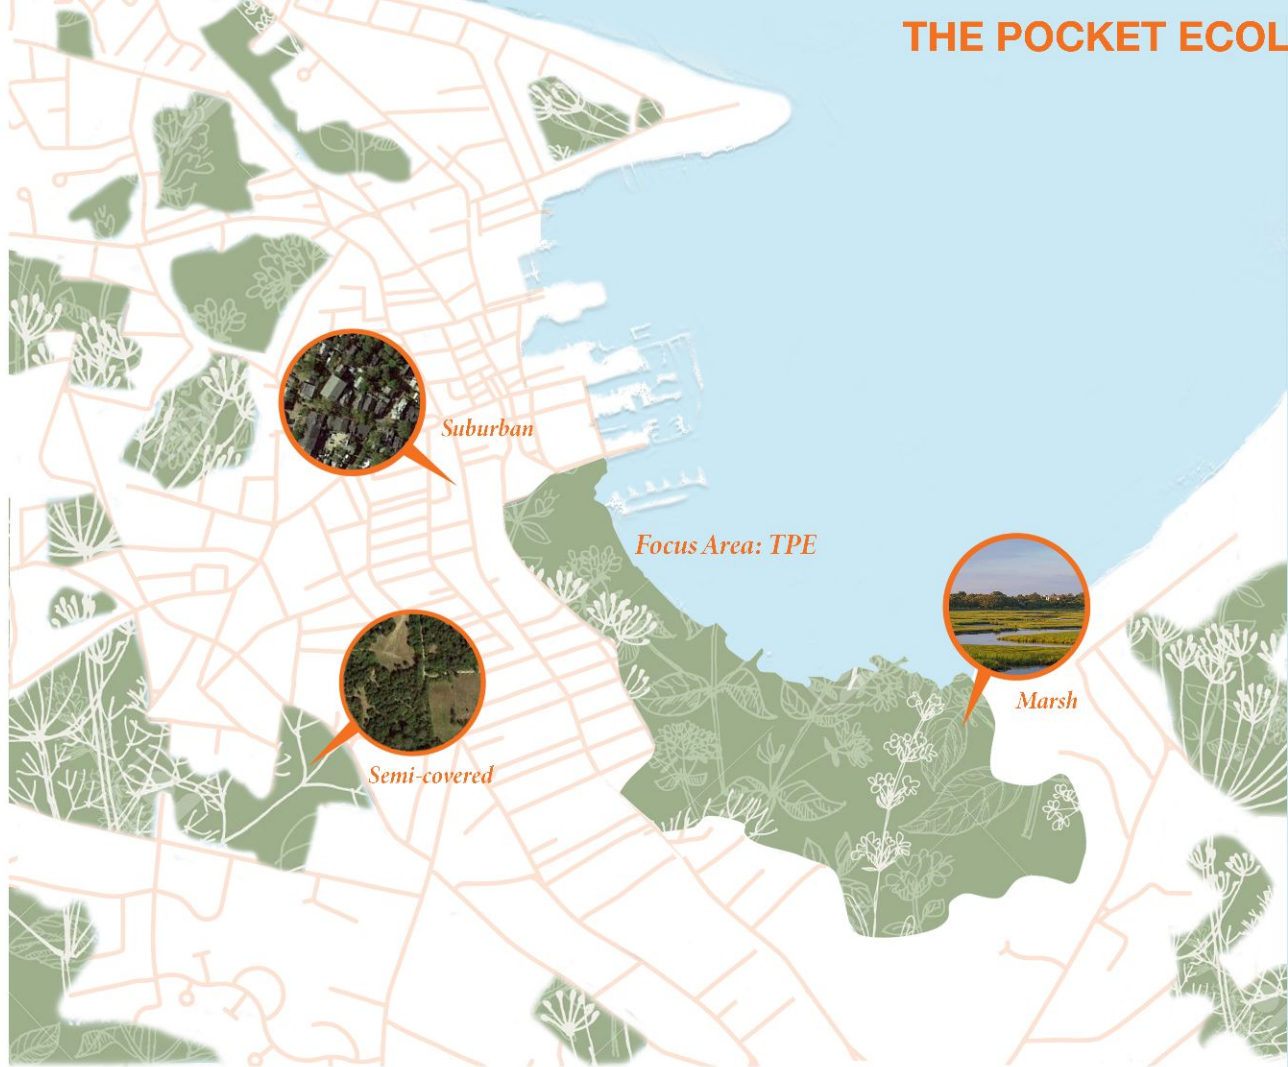 THE POCKET ECOL
Suburban
Focus Area: TPE
Marsh
Semi-covered